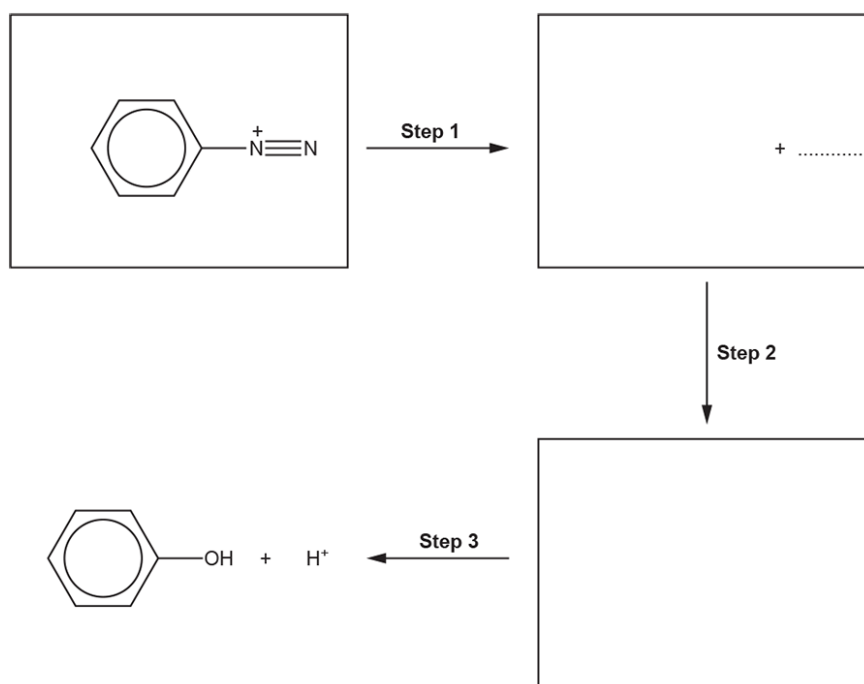 Step 1
+
N≡N
+ ............
Step 2
Step 3
OH + H⁺